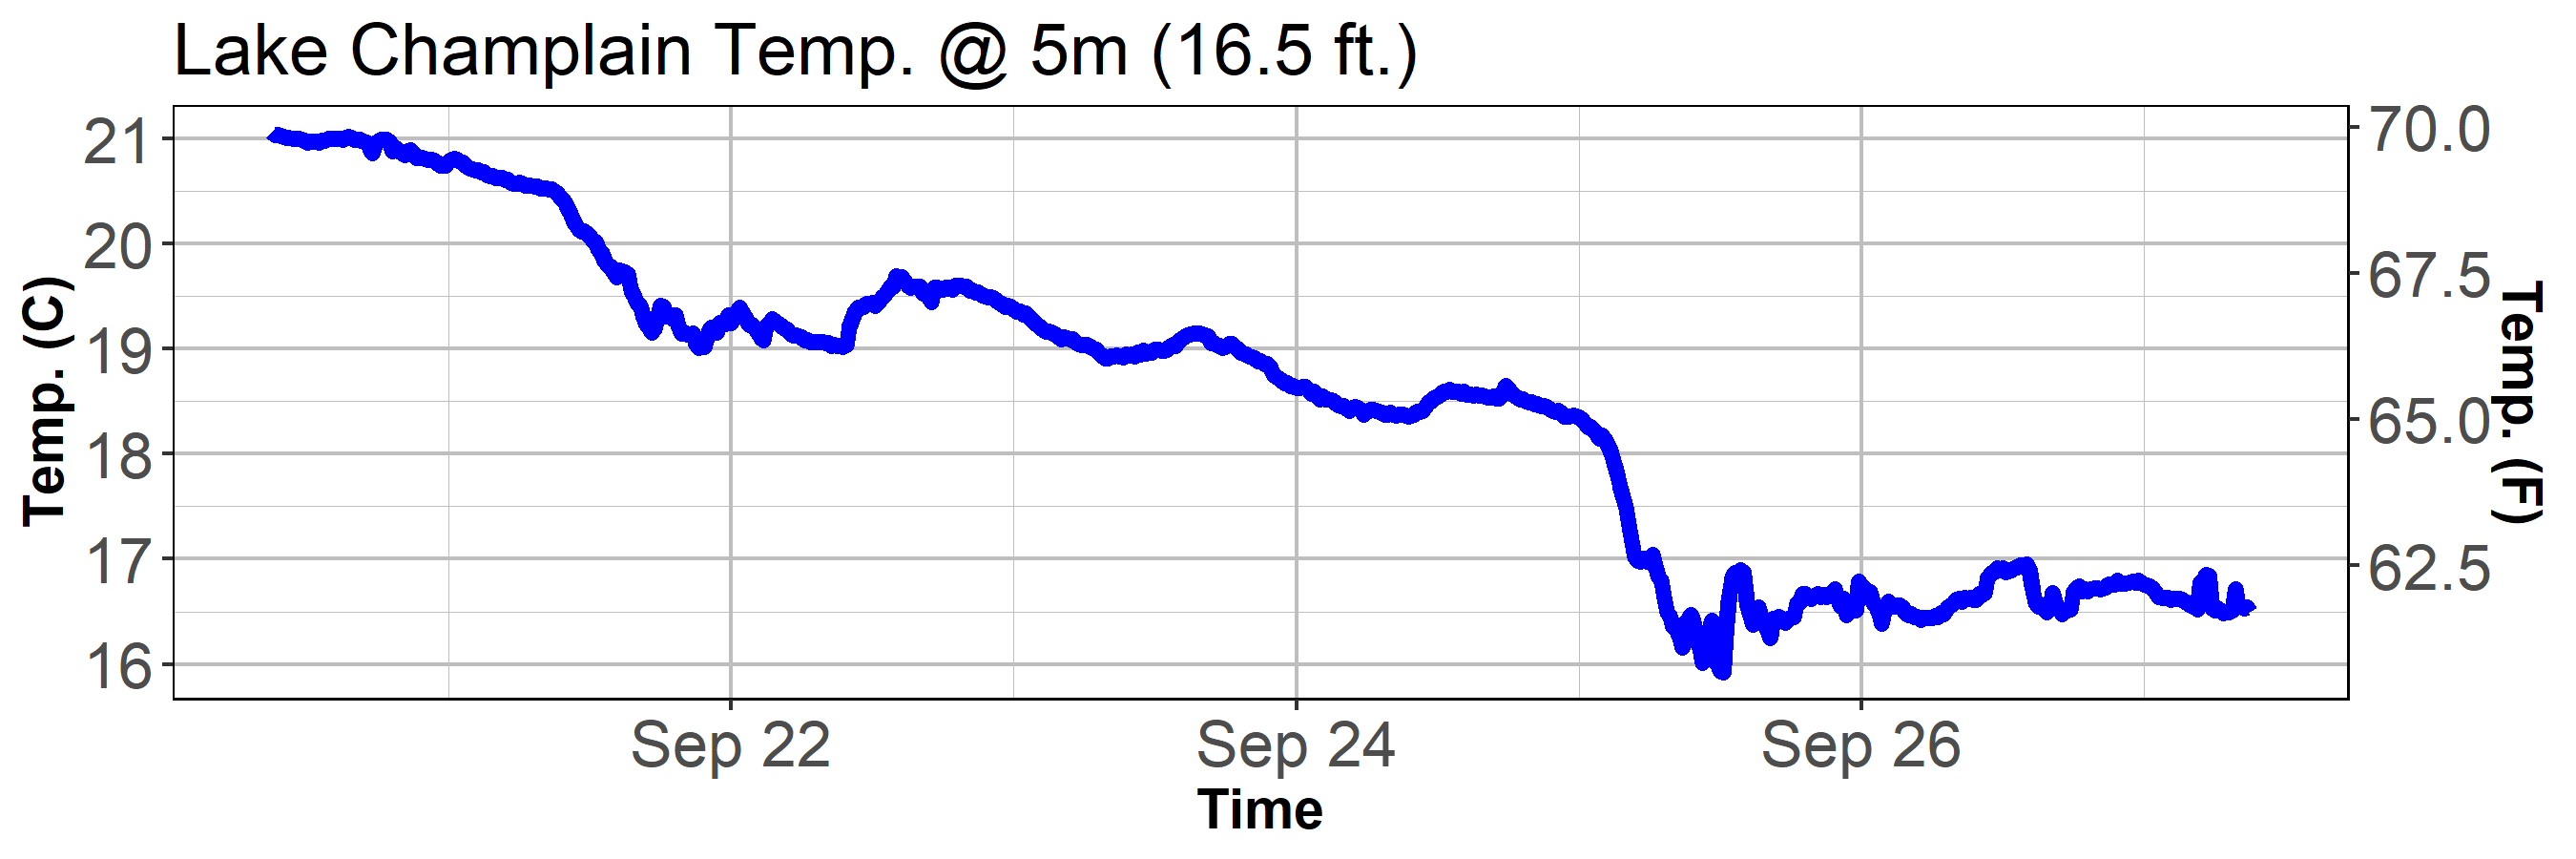 Lake Champlain Temp. @ 5m (16.5 ft.)
21
20
19
18
17
16
Temp. (C)
70.0
67.5
65.0
62.5
Temp. (F)
Sep 22
Sep 24
Sep 26
Time